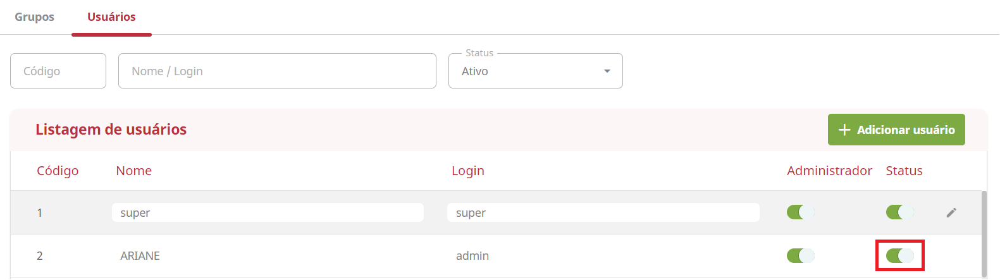 Grupos Usuários
Status
Código Nome / Login Ativo
Listagem de usuários Adicionar usuário
Código Nome Login Administrador Status
1 super super
2 ARIANE admin